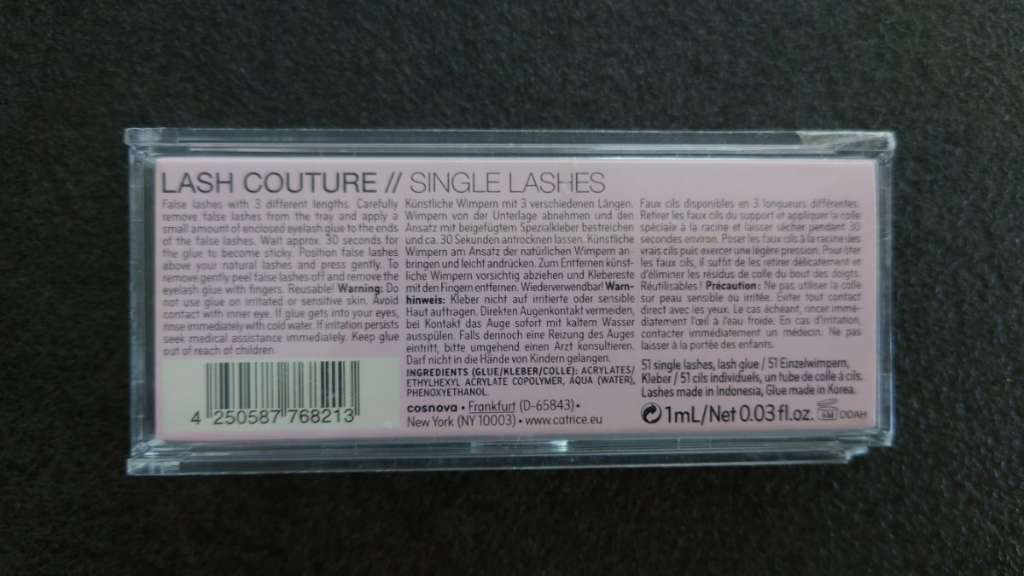 LASH COUTURE // SINGLE LASHES
False lashes with 3 different lengths. Carefully
remove false lashes from the tray and apply a
small amount of enclosed eyelash glue to the ends
of the false lashes. Wait approx. 30 seconds for
the glue to become sticky. Position false lashes
above your natural lashes and press gently. To
remove gently peel false lashes off and remove the
eyelash glue with fingers. Reusable! Warning: Do
not use glue on irritated or sensitive skin. Avoid
contact with inner eye. If glue gets into your eyes,
rinse immediately with cold water. If irritation persists
seek medical assistance immediately. Keep glue
out of reach of children.
4 250587 768213
Künstliche Wimpern mit 3 verschiedenen Längen.
Wimpern von der Unterlage abnehmen und den
Ansatz mit beigefügtem Spezialkleber bestreichen
und ca. 30 Sekunden antrocknen lassen. Künstliche
Wimpern am Ansatz der natürlichen Wimpern an-
bringen und leicht andrücken. Zum Entfernen künst-
liche Wimpern vorsichtig abziehen und Klebereste
mit den Fingern entfernen. Wiederverwendbar! Warn-
hinweis: Kleber nicht auf irritierte oder sensible
Haut auftragen. Direkten Augenkontakt vermeiden,
bei Kontakt das Auge sofort mit kaltem Wasser
ausspülen. Falls dennoch eine Reizung des Auges
eintritt, bitte umgehend einen Arzt konsultieren.
Darf nicht in die Hände von Kindern gelangen.
INGREDIENTS (GLUE/KLEBER/COLLE): ACRYLATES/
ETHYLHEXYL ACRYLATE COPOLYMER, AQUA (WATER),
PHENOXYETHANOL.
cosnova • Frankfurt (D-65843) •
New York (NY 10003) • www.catrice.eu
Faux cils disponibles en 3 longueurs différentes.
Retirer les faux cils du support et appliquer la colle
spéciale à la racine et laisser sécher pendant 30
secondes environ. Poser les faux cils à la racine des
vrais cils puis exercer une légère pression. Pour ôter
les faux cils, il suffit de les retirer délicatement et
d'éliminer les résidus de colle du bout des doigts.
Réutilisables ! Précaution : Ne pas utiliser la colle
sur peau sensible ou irritée. Éviter tout contact
direct avec les yeux. Le cas échéant, rincer immé-
diatement l'œil à l'eau froide. En cas d'irritation,
contacter immédiatement un médecin. Ne pas
laisser à la portée des enfants.
51 single lashes, lash glue / 51 Einzelwimpern,
Kleber / 51 cils individuels, un tube de colle à cils.
Lashes made in Indonesia, Glue made in Korea.
1mL/Net 0.03 fl.oz. 6M DDAH